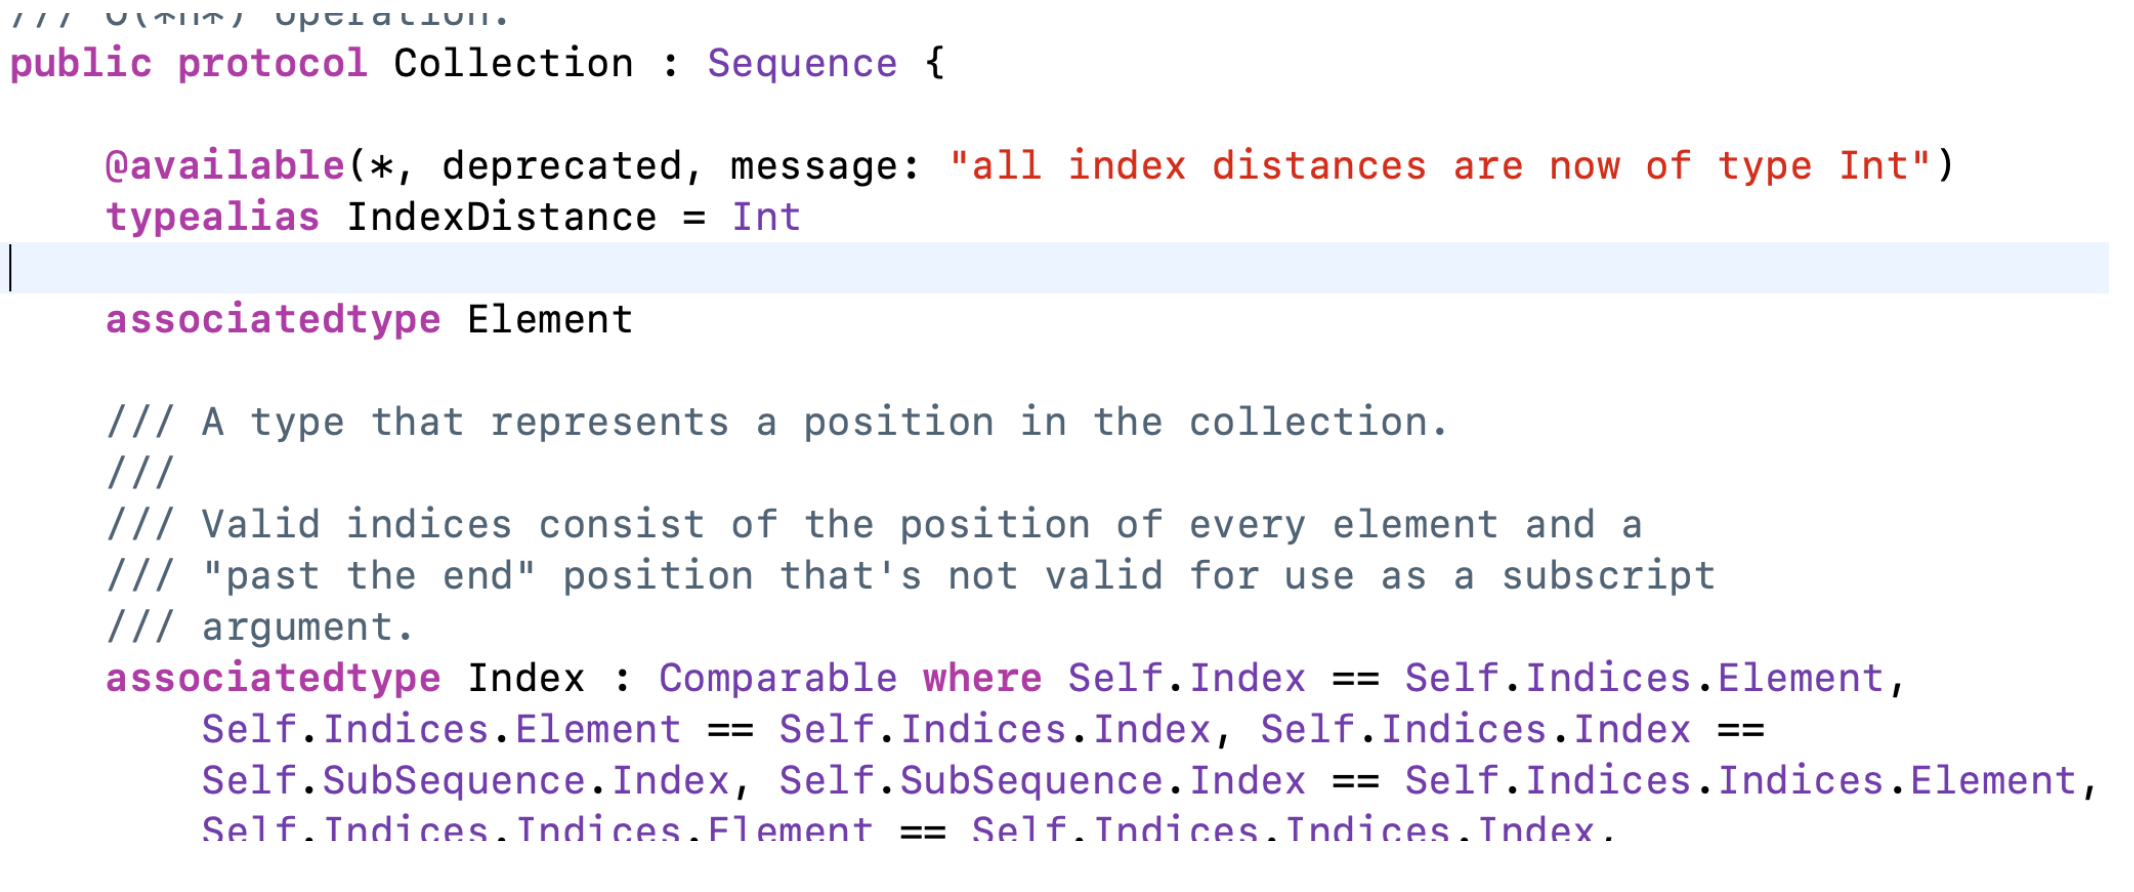 /// O(*n*) operation.
public protocol Collection : Sequence {
@available(*, deprecated, message: "all index distances are now of type Int")
typealias IndexDistance = Int
associatedtype Element
/// A type that represents a position in the collection.
///
/// Valid indices consist of the position of every element and a
/// "past the end" position that's not valid for use as a subscript
/// argument.
associatedtype Index : Comparable where Self.Index == Self.Indices.Element,
Self.Indices.Element == Self.Indices.Index, Self.Indices.Index ==
Self.SubSequence.Index, Self.SubSequence.Index == Self.Indices.Indices.Element,
Self.Indices.Indices.Element == Self.Indices.Indices.Index,